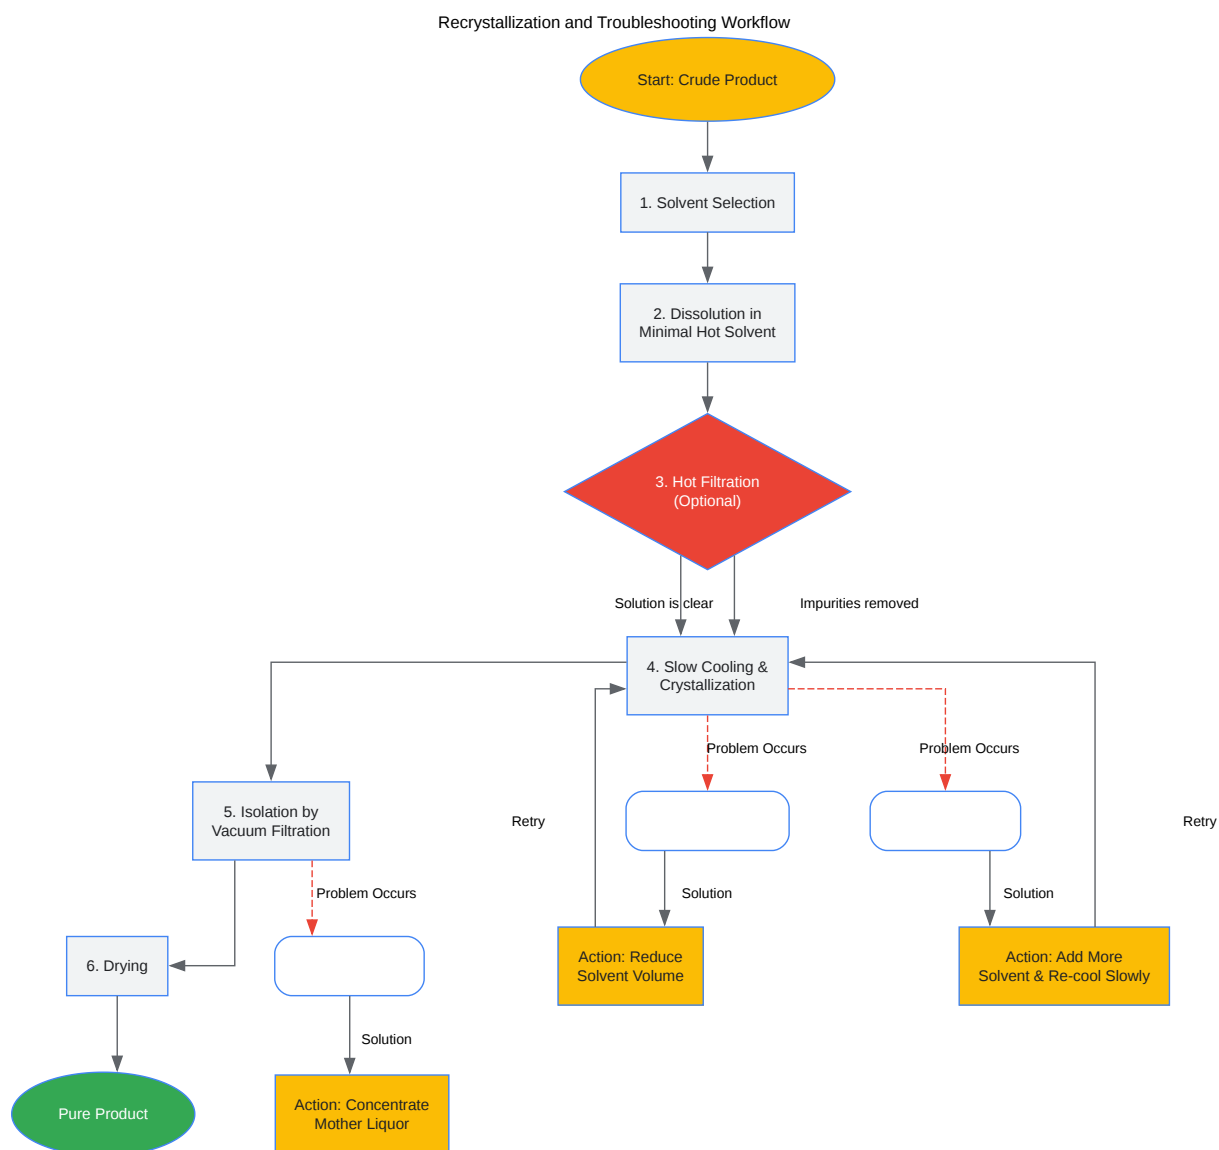 Recrystallization and Troubleshooting Workflow
Start: Crude Product
1. Solvent Selection
2. Dissolution in
Minimal Hot Solvent
3. Hot Filtration
(Optional)
Solution is clear
Impurities removed
4. Slow Cooling &
Crystallization
Problem Occurs
Problem Occurs
5. Isolation by
Vacuum Filtration
Retry
Retry
Problem Occurs
Solution
Solution
6. Drying
Action: Reduce
Solvent Volume
Action: Add More
Solvent & Re-cool Slowly
Solution
Pure Product
Action: Concentrate
Mother Liquor